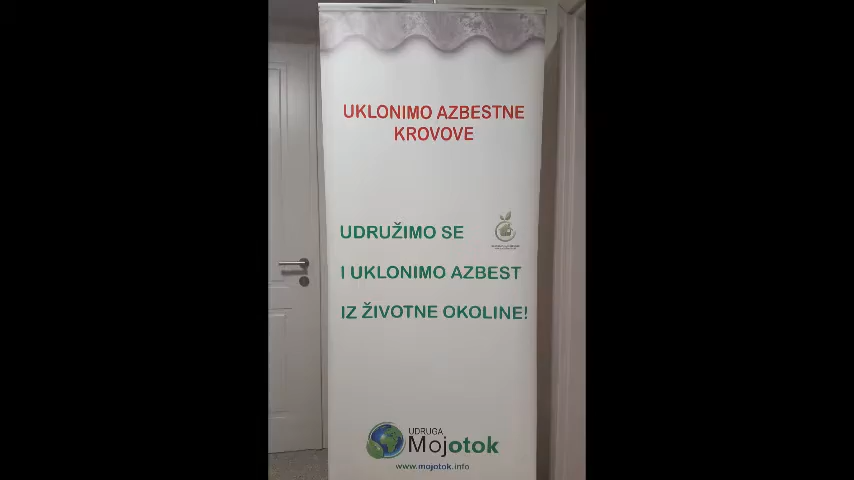 UKLONIMO AZBESTNE
KROVOVE
UDRUŽIMO SE
I UKLONIMO AZBEST
IZ ŽIVOTNE OKOLINE!
UDRUGA
Mojotok
www.mojotok.info